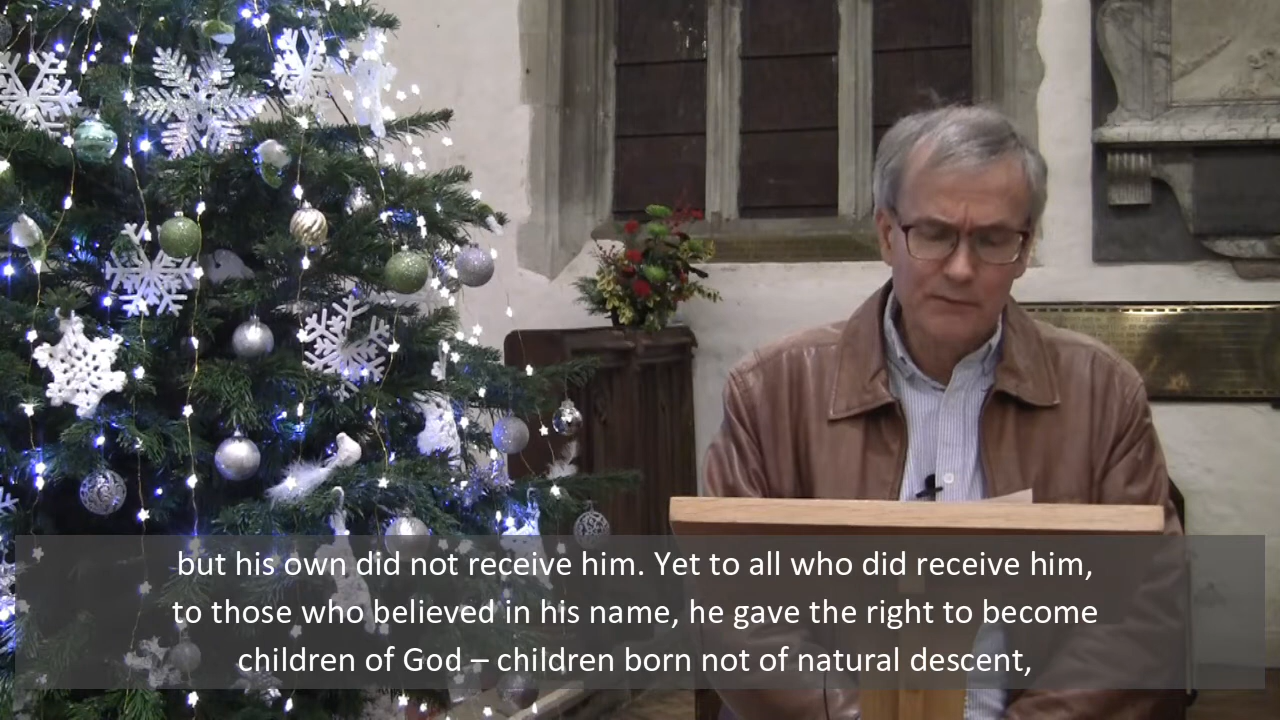 but his own did not receive him. Yet to all who did receive him,
to those who believed in his name, he gave the right to become
children of God – children born not of natural descent,